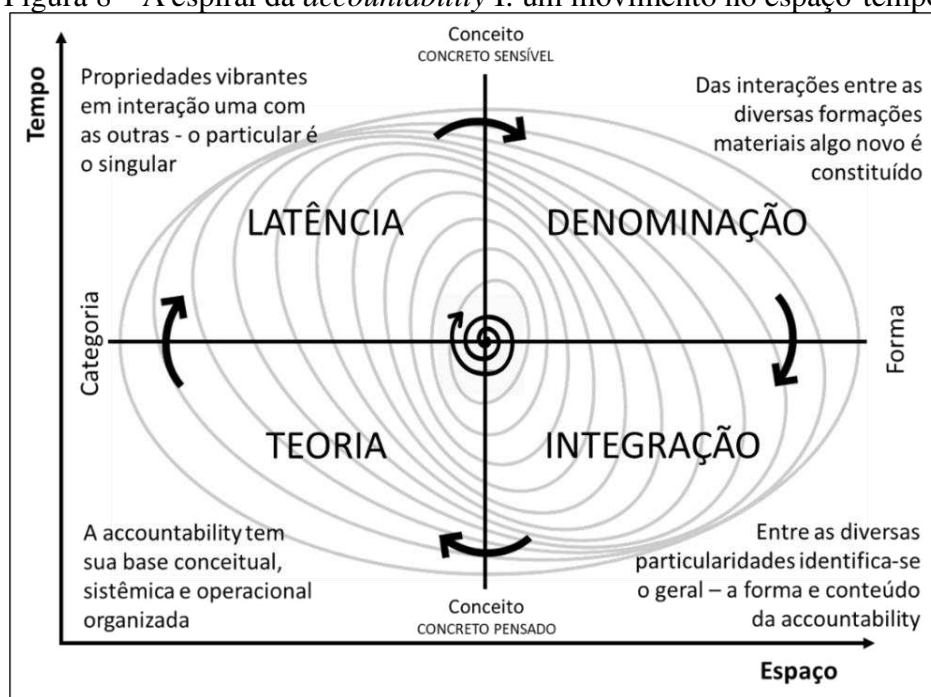 Figura 8 – A espiral da accountability I: um movimento no espaço-tempo
Conceito
CONCRETO SENSÍVEL
Tempo
Propriedades vibrantes
em interação uma com
as outras - o particular é
o singular
Das interações entre as
diversas formações
materiais algo novo é
constituído
LATÊNCIA
DENOMINAÇÃO
Categoria
Forma
TEORIA
INTEGRAÇÃO
A accountability tem
sua base conceitual,
sistêmica e operacional
organizada
Entre as diversas
particularidades identifica-se
o geral – a forma e conteúdo
da accountability
Conceito
CONCRETO PENSADO
Espaço